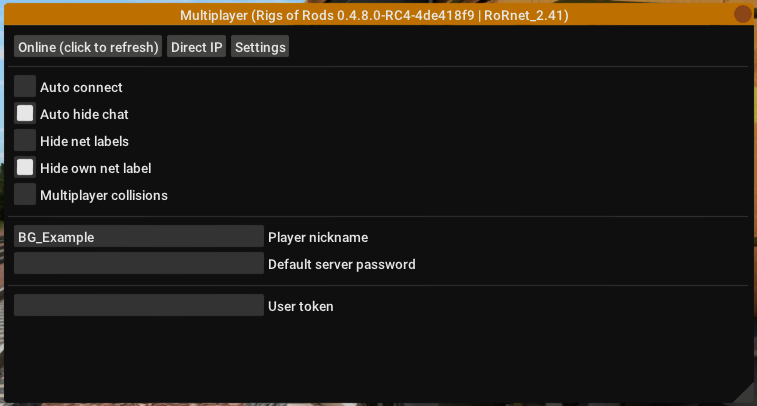 Multiplayer (Rigs of Rods 0.4.8.0-RC4-4de418f9 | RoRnet_2.41)
Online (click to refresh) Direct IP Settings
Auto connect
Auto hide chat
Hide net labels
Hide own net label
Multiplayer collisions
BG_Example Player nickname
Default server password
User token